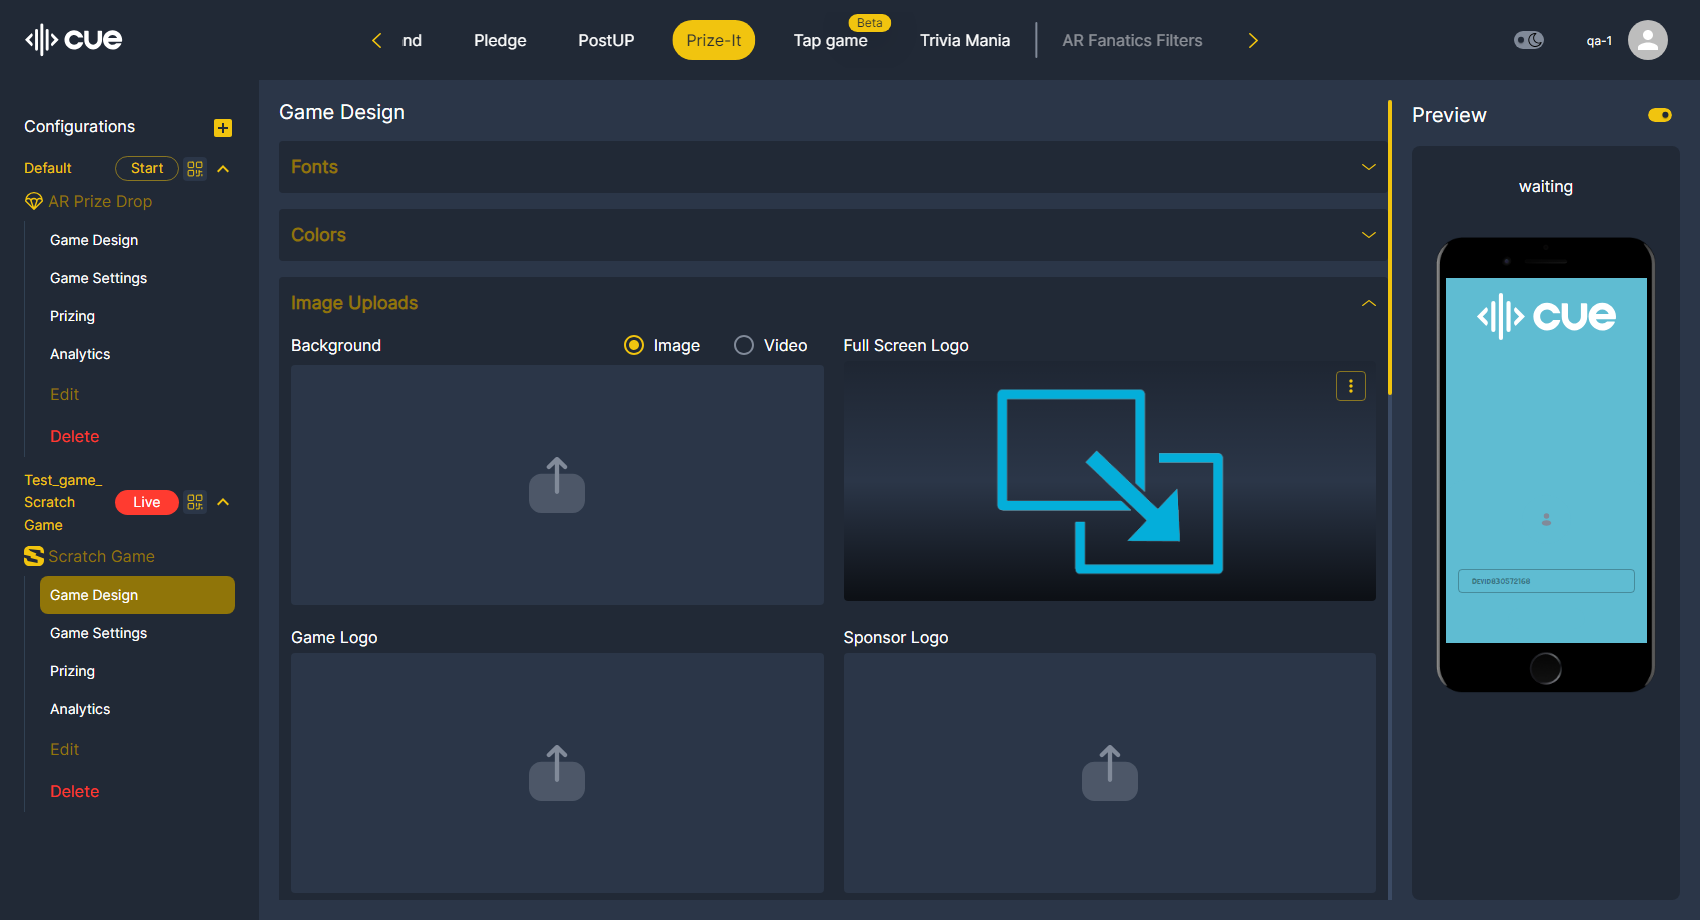 cue
nd
Pledge
PostUP
Prize-It
Beta
Tap game
Trivia Mania
AR Fanatics Filters
qa-1
Configurations
Default
Start
AR Prize Drop
Game Design
Game Settings
Prizing
Analytics
Edit
Delete
Test_game_
Scratch
Game
Live
Scratch Game
Game Design
Game Settings
Prizing
Analytics
Edit
Delete
Game Design
Fonts
Colors
Image Uploads
Background
Image
Video
Full Screen Logo
Game Logo
Sponsor Logo
Preview
waiting
cue